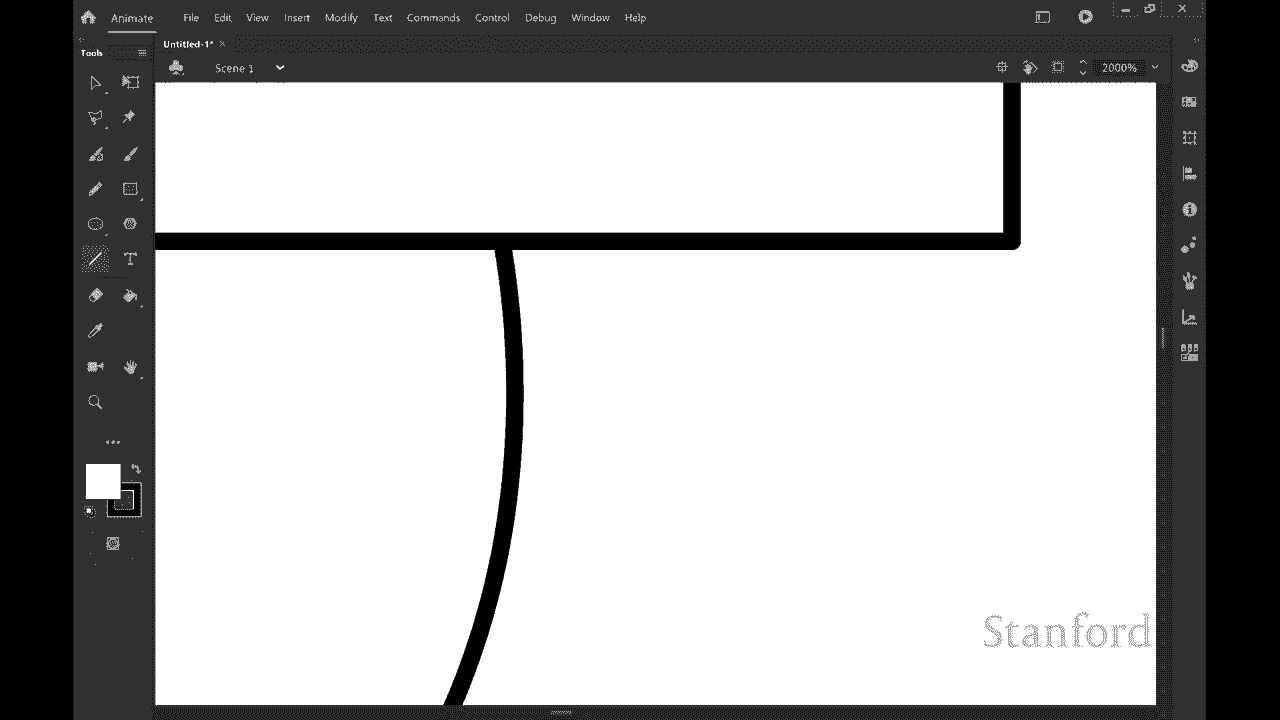 Animate File Edit View Insert Modify Text Commands Control Debug Window Help
Tools Untitled-1* ×
Scene 1 2000%
T
Stanford